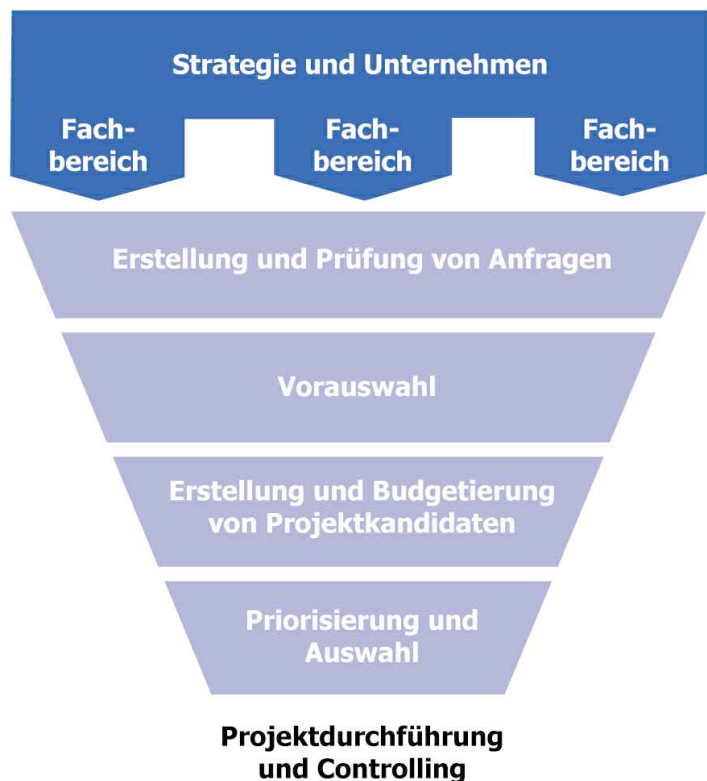 Strategie und Unternehmen
Fach-
bereich
Fach-
bereich
Fach-
bereich
Erstellung und Prüfung von Anfragen
Vorauswahl
Erstellung und Budgetierung
von Projektkandidaten
Priorisierung und
Auswahl
Projektdurchführung
und Controlling